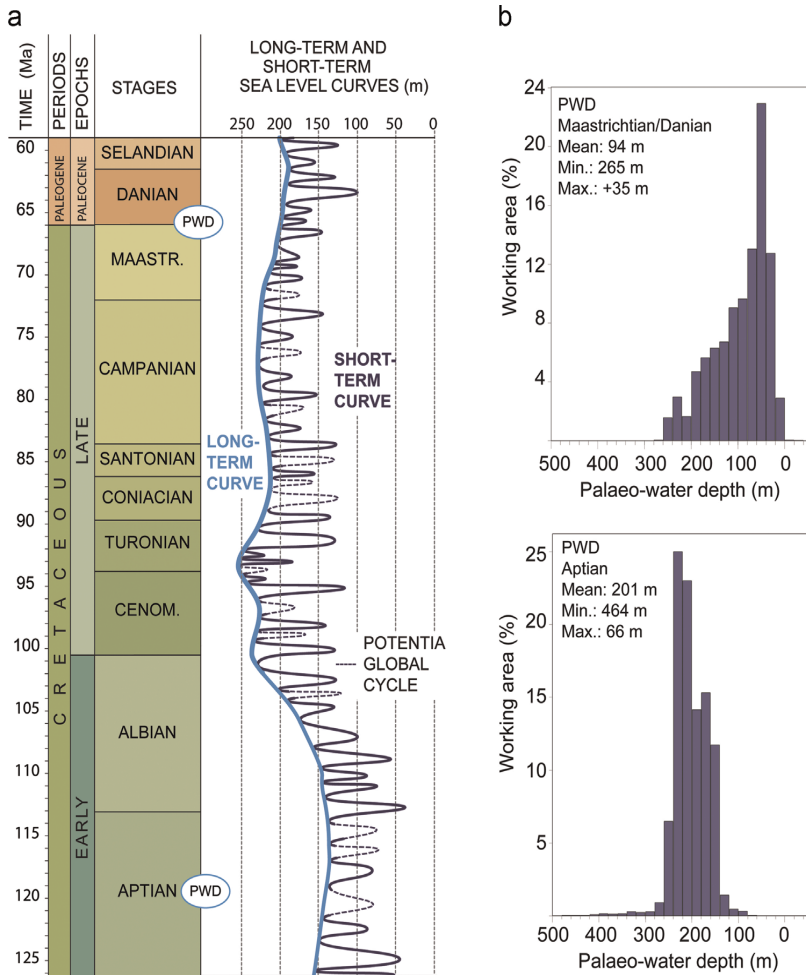 a
LONG-TERM AND
SHORT-TERM
SEA LEVEL CURVES (m)
TIME (Ma)
PERIODS
EPOCHS
STAGES
250 200 150 100 50 0
60
65
70
75
80
85
90
95
100
105
110
115
120
125
PALEOGENE
CRETACEOUS
PALEOCENE
LATE
EARLY
SELANDIAN
DANIAN
PWD
MAASTR.
CAMPANIAN
SANTONIAN
CONIACIAN
TURONIAN
CENOM.
ALBIAN
APTIAN
PWD
SHORT-
TERM
CURVE
LONG-
TERM
CURVE
POTENTIA
GLOBAL
CYCLE
b
PWD
Maastrichtian/Danian
Mean: 94 m
Min.: 265 m
Max.: +35 m
Working area (%)
24
22
16
12
8
4
500 400 300 200 100 0
Palaeo-water depth (m)
PWD
Aptian
Mean: 201 m
Min.: 464 m
Max.: 66 m
Working area (%)
25
20
15
10
5
500 400 300 200 100 0
Palaeo-water depth (m)